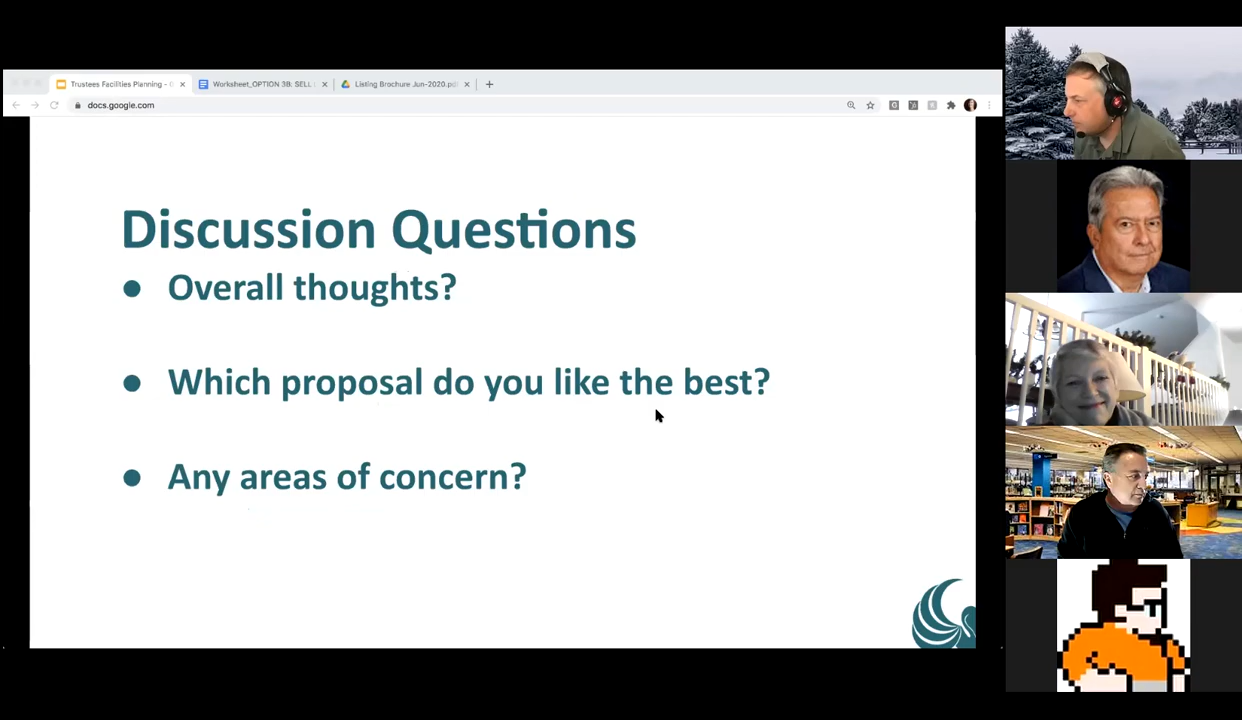 Trustees Facilities Planning -
Worksheet_OPTION 3B: SELL
Listing Brochure Jun-2020.pdf
docs.google.com
Discussion Questions
● Overall thoughts?
● Which proposal do you like the best?
● Any areas of concern?